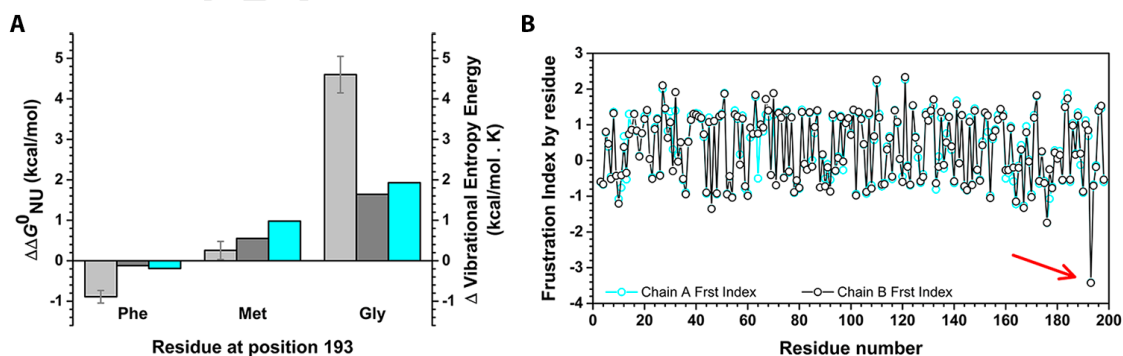 A
ΔΔG⁰NU (kcal/mol)
5
4
3
2
1
0
-1
Phe Met Gly
5
4
3
2
1
0
-1
Δ Vibrational Entropy Energy
(kcal/mol . K)
Residue at position 193
B
Frustration Index by residue
4
3
2
1
0
-1
-2
-3
-4
Chain A Frst Index Chain B Frst Index
0 20 40 60 80 100 120 140 160 180 200
Residue number